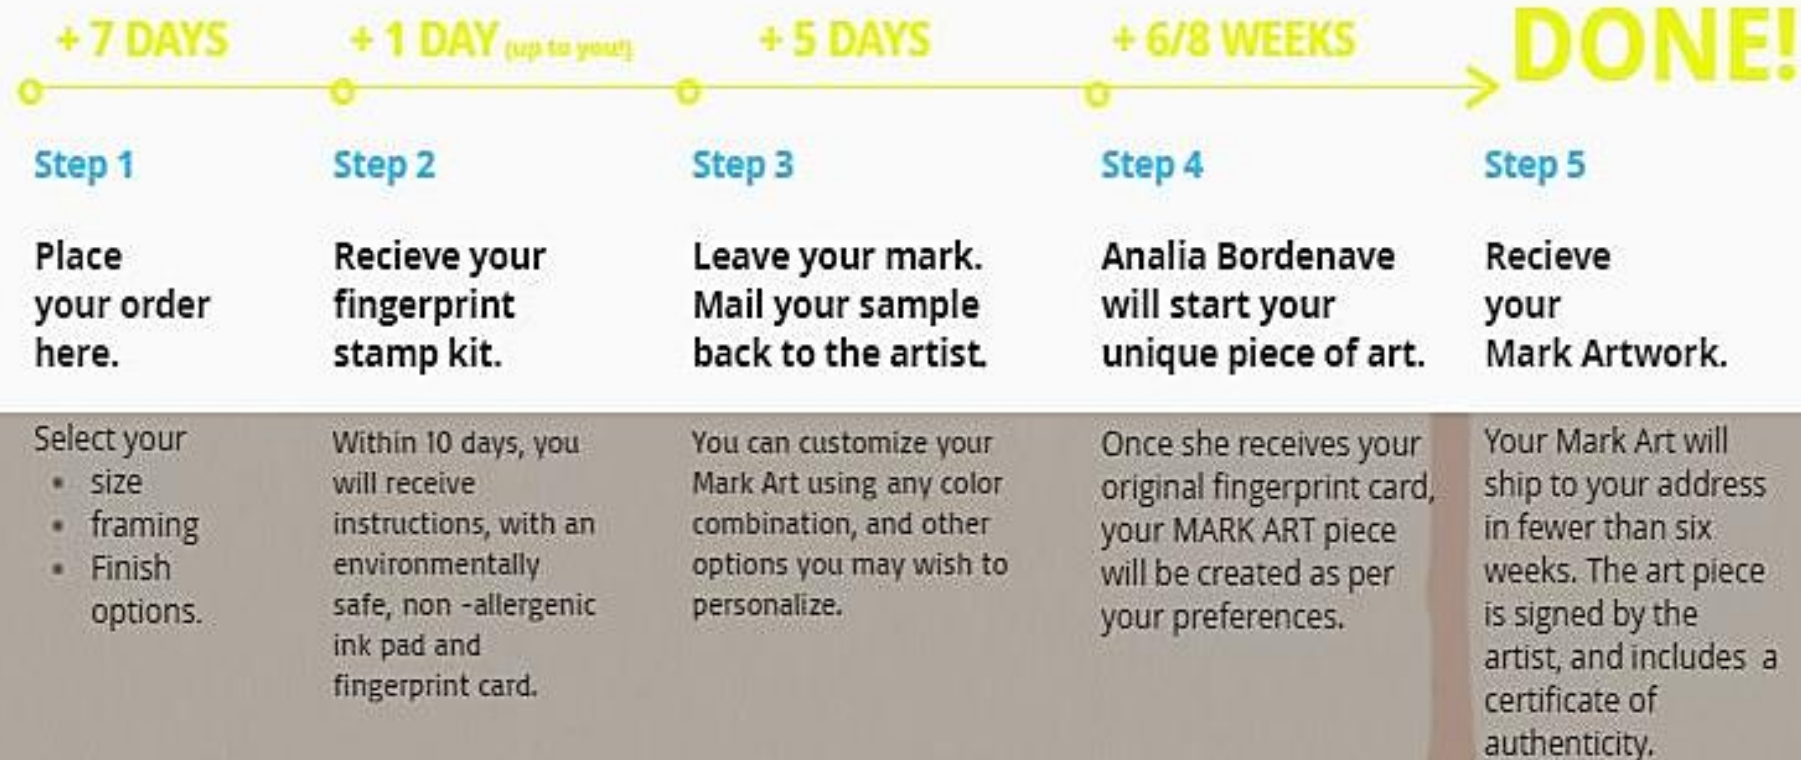 + 7 DAYS
+ 1 DAY (up to you!)
+ 5 DAYS
+ 6/8 WEEKS
DONE!
Step 1
Place
your order
here.
Select your
• size
• framing
• Finish
options.
Step 2
Recieve your
fingerprint
stamp kit.
Within 10 days, you
will receive
instructions, with an
environmentally
safe, non -allergenic
ink pad and
fingerprint card.
Step 3
Leave your mark.
Mail your sample
back to the artist.
You can customize your
Mark Art using any color
combination, and other
options you may wish to
personalize.
Step 4
Analia Bordenave
will start your
unique piece of art.
Once she receives your
original fingerprint card,
your MARK ART piece
will be created as per
your preferences.
Step 5
Recieve
your
Mark Artwork.
Your Mark Art will
ship to your address
in fewer than six
weeks. The art piece
is signed by the
artist, and includes a
certificate of
authenticity.